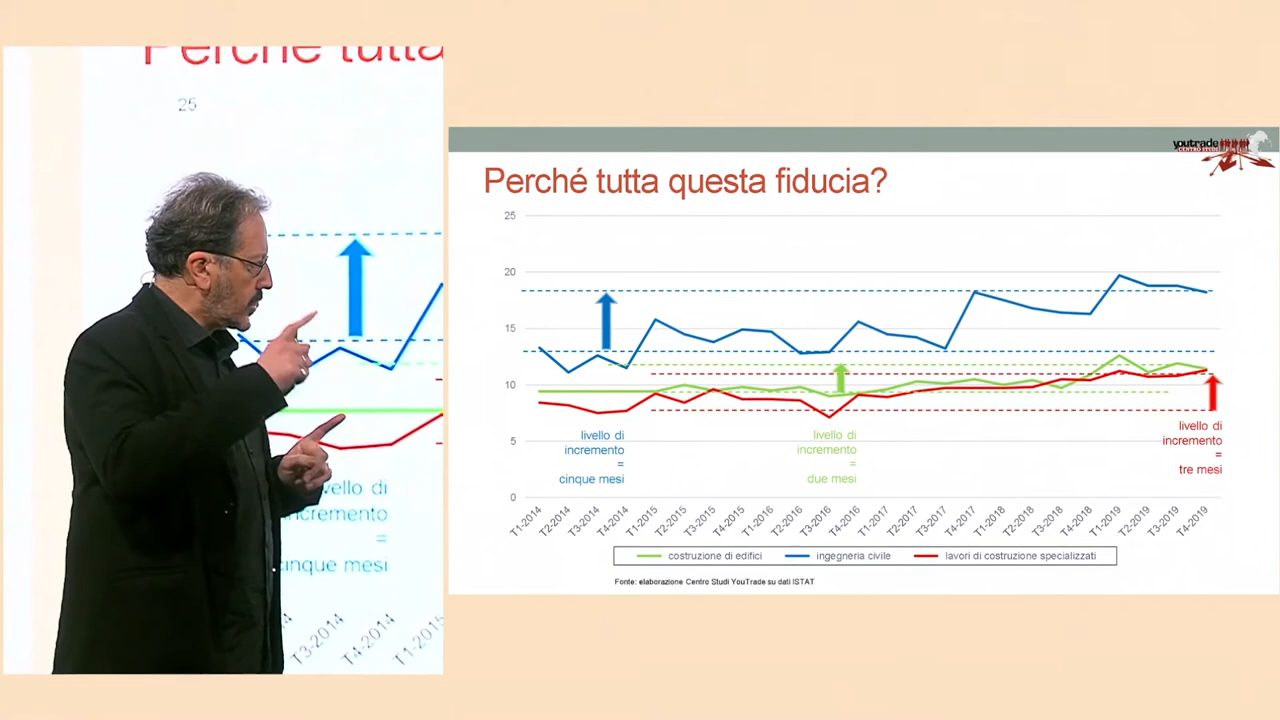 Perché tutta
25
livello di
incremento
=
cinque mesi
T3-2014
T4-2014
T1-2015
youtrade
CENTRO STUDI
Perché tutta questa fiducia?
25
20
15
10
5
0
livello di
incremento
=
cinque mesi
livello di
incremento
=
due mesi
livello di
incremento
=
tre mesi
T1-2014
T2-2014
T3-2014
T4-2014
T1-2015
T2-2015
T3-2015
T4-2015
T1-2016
T2-2016
T3-2016
T4-2016
T1-2017
T2-2017
T3-2017
T4-2017
T1-2018
T2-2018
T3-2018
T4-2018
T1-2019
T2-2019
T3-2019
T4-2019
costruzione di edifici
ingegneria civile
lavori di costruzione specializzati
Fonte: elaborazione Centro Studi YouTrade su dati ISTAT